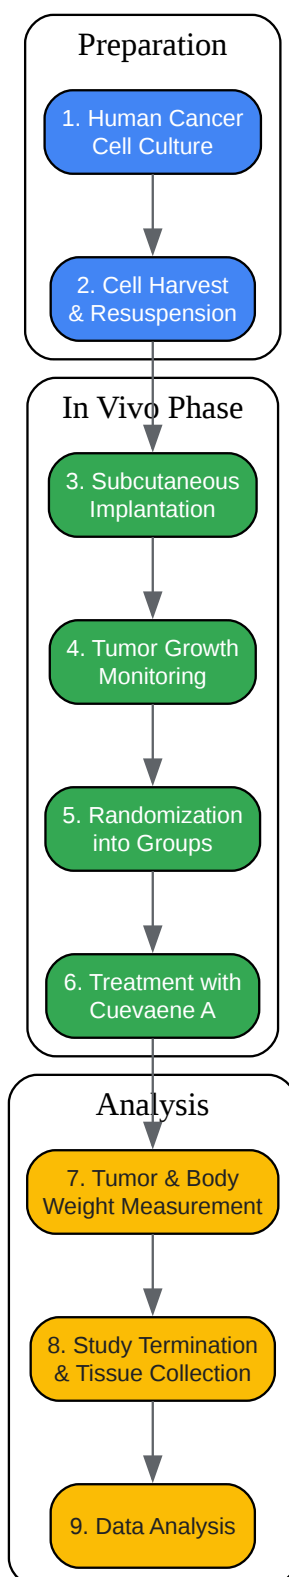 Preparation
1. Human Cancer
Cell Culture
2. Cell Harvest
& Resuspension
In Vivo Phase
3. Subcutaneous
Implantation
4. Tumor Growth
Monitoring
5. Randomization
into Groups
6. Treatment with
Cuevaene A
Analysis
7. Tumor & Body
Weight Measurement
8. Study Termination
& Tissue Collection
9. Data Analysis